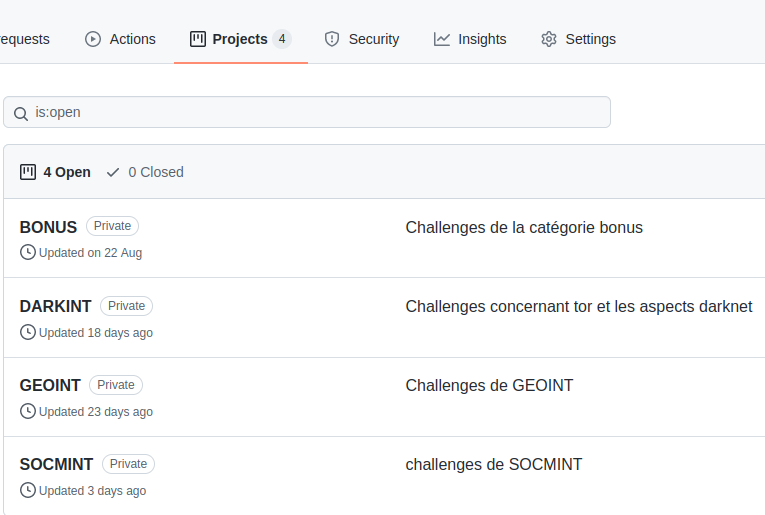 equests Actions Projects 4 Security Insights Settings
is:open
4 Open 0 Closed
BONUS Private Challenges de la catégorie bonus
Updated on 22 Aug
DARKINT Private Challenges concernant tor et les aspects darknet
Updated 18 days ago
GEOINT Private Challenges de GEOINT
Updated 23 days ago
SOCMINT Private challenges de SOCMINT
Updated 3 days ago